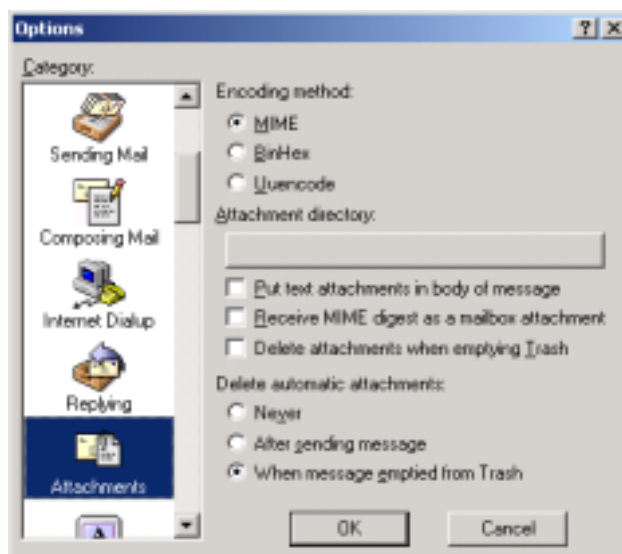 Options
Category:
Sending Mail
Composing Mail
Internet Dialup
Replying
Attachments
Encoding method:
MIME
BinHex
Uuencode
Attachment directory:
Put text attachments in body of message
Receive MIME digest as a mailbox attachment
Delete attachments when emptying Trash
Delete automatic attachments:
Never
After sending message
When message emptied from Trash
OK
Cancel